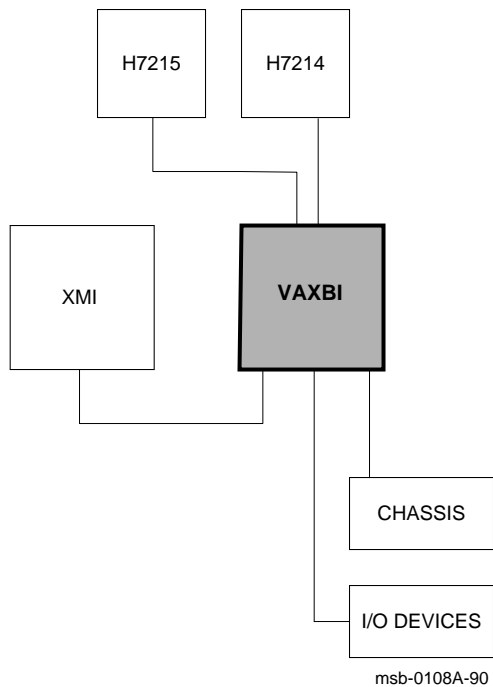 H7215
H7214
XMI
VAXBI
CHASSIS
I/O DEVICES
msb-0108A-90